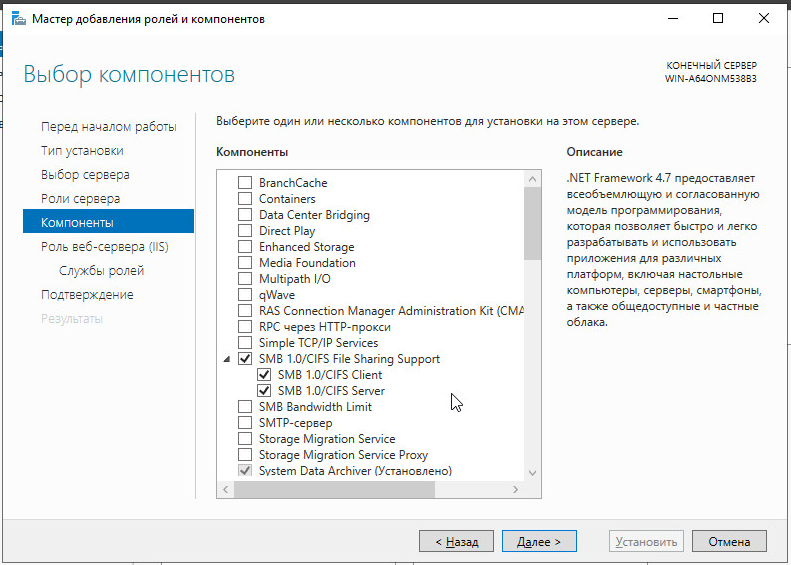 Мастер добавления ролей и компонентов
Выбор компонентов
КОНЕЧНЫЙ СЕРВЕР
WIN-A64ONM538B3
Перед началом работы
Тип установки
Выбор сервера
Роли сервера
Компоненты
Роль веб-сервера (IIS)
Службы ролей
Подтверждение
Результаты
Выберите один или несколько компонентов для установки на этом сервере.
Компоненты
BranchCache
Containers
Data Center Bridging
Direct Play
Enhanced Storage
Media Foundation
Multipath I/O
qWave
RAS Connection Manager Administration Kit (CMA
RPC через HTTP-прокси
Simple TCP/IP Services
SMB 1.0/CIFS File Sharing Support
SMB 1.0/CIFS Client
SMB 1.0/CIFS Server
SMB Bandwidth Limit
SMTP-сервер
Storage Migration Service
Storage Migration Service Proxy
System Data Archiver (Установлено)
Описание
.NET Framework 4.7 предоставляет
всеобъемлющую и согласованную
модель программирования,
которая позволяет быстро и легко
разрабатывать и использовать
приложения для различных
платформ, включая настольные
компьютеры, серверы, смартфоны,
а также общедоступные и частные
облака.
< Назад
Далее >
Установить
Отмена